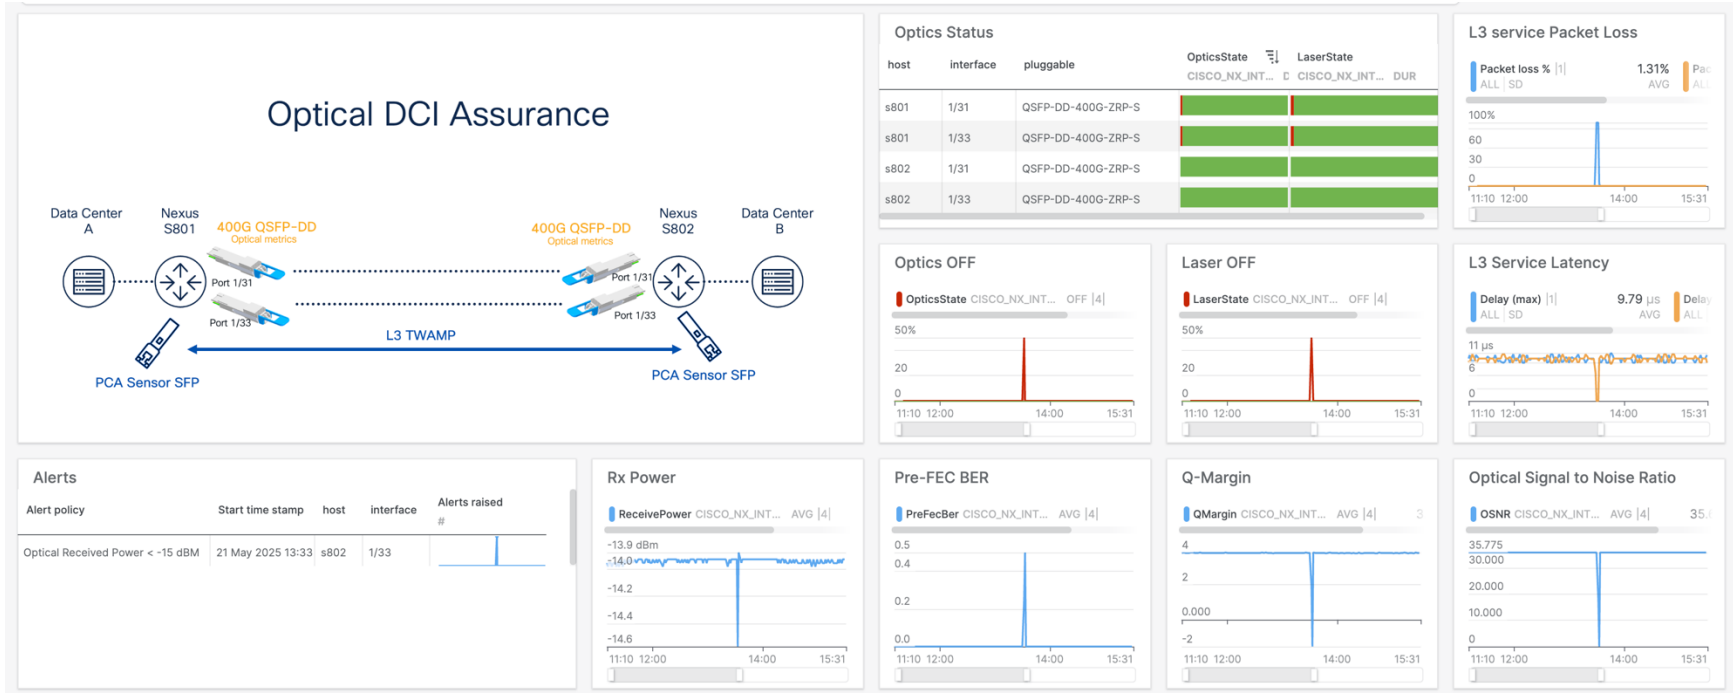 Optical DCI Assurance
Data Center
A
Nexus
S801
400G QSFP-DD
Optical metrics
400G QSFP-DD
Optical metrics
Nexus
S802
Data Center
B
Port 1/31
Port 1/31
Port 1/33
Port 1/33
L3 TWAMP
PCA Sensor SFP
PCA Sensor SFP
Optics Status
host interface pluggable OpticsState LaserState
CISCO_NX_INT... D CISCO_NX_INT... DUR
s801 1/31 QSFP-DD-400G-ZRP-S
s801 1/33 QSFP-DD-400G-ZRP-S
s802 1/31 QSFP-DD-400G-ZRP-S
s802 1/33 QSFP-DD-400G-ZRP-S
L3 service Packet Loss
Packet loss % |1| 1.31% Pac
ALL | SD AVG AL
100%
60
30
0
11:10 12:00 14:00 15:31
Optics OFF
OpticsState CISCO_NX_INT... OFF |4|
50%
20
0
11:10 12:00 14:00 15:31
Laser OFF
LaserState CISCO_NX_INT... OFF |4|
50%
20
0
11:10 12:00 14:00 15:31
L3 Service Latency
Delay (max) |1| 9.79 µs Delay
ALL | SD AVG ALL
11 µs
6
0
11:10 12:00 14:00 15:31
Alerts
Alert policy Start time stamp host interface Alerts raised
#
Optical Received Power < -15 dBM 21 May 2025 13:33 s802 1/33
Rx Power
ReceivePower CISCO_NX_INT... AVG |4|
-13.9 dBm
-14.0
-14.2
-14.4
-14.6
11:10 12:00 14:00 15:31
Pre-FEC BER
PreFecBer CISCO_NX_INT... AVG |4|
0.5
0.4
0.2
0.0
11:10 12:00 14:00 15:31
Q-Margin
QMargin CISCO_NX_INT... AVG |4| 3
4
2
0.000
-2
11:10 12:00 14:00 15:31
Optical Signal to Noise Ratio
OSNR CISCO_NX_INT... AVG |4| 35.
35.775
30.000
20.000
10.000
0
11:10 12:00 14:00 15:31